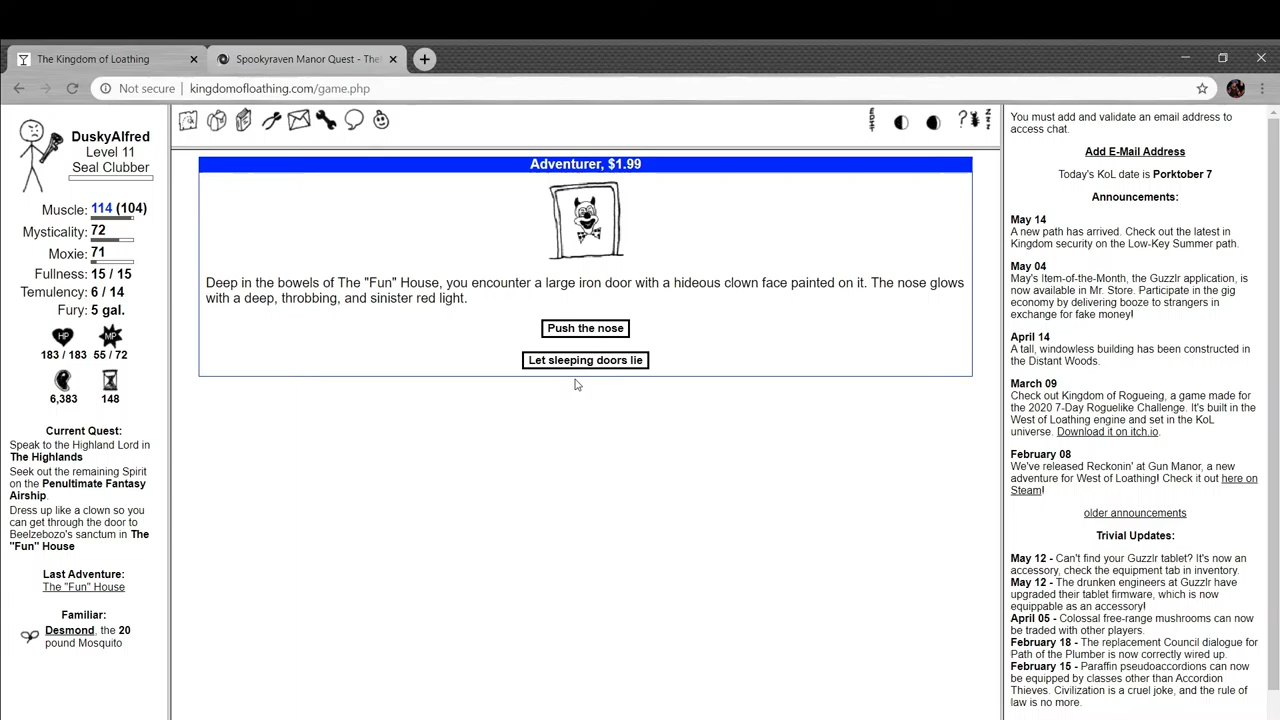 The Kingdom of Loathing
Spookyraven Manor Quest - The
Not secure
kingdomofloathing.com/game.php
DuskyAlfred
Level 11
Seal Clubber
Muscle: 114 (104)
Mysticality: 72
Moxie: 71
Fullness: 15 / 15
Temulency: 6 / 14
Fury: 5 gal.
HP
MP
183 / 183 55 / 72
6,383 148
Current Quest:
Speak to the Highland Lord in
The Highlands
Seek out the remaining Spirit
on the Penultimate Fantasy
Airship.
Dress up like a clown so you
can get through the door to
Beelzebozo's sanctum in The
"Fun" House
Last Adventure:
The "Fun" House
Familiar:
Desmond, the 20
pound Mosquito
Adventurer, $1.99
Deep in the bowels of The "Fun" House, you encounter a large iron door with a hideous clown face painted on it. The nose glows
with a deep, throbbing, and sinister red light.
Push the nose
Let sleeping doors lie
You must add and validate an email address to
access chat.
Add E-Mail Address
Today's KoL date is Porktober 7
Announcements:
May 14
A new path has arrived. Check out the latest in
Kingdom security on the Low-Key Summer path.
May 04
May's Item-of-the-Month, the Guzzlr application, is
now available in Mr. Store. Participate in the gig
economy by delivering booze to strangers in
exchange for fake money!
April 14
A tall, windowless building has been constructed in
the Distant Woods.
March 09
Check out Kingdom of Rogueing, a game made for
the 2020 7-Day Roguelike Challenge. It's built in the
West of Loathing engine and set in the KoL
universe. Download it on itch.io.
February 08
We've released Reckonin' at Gun Manor, a new
adventure for West of Loathing! Check it out here on
Steam!
older announcements
Trivial Updates:
May 12 - Can't find your Guzzlr tablet? It's now an
accessory, check the equipment tab in inventory.
May 12 - The drunken engineers at Guzzlr have
upgraded their tablet firmware, which is now
equippable as an accessory!
April 05 - Colossal free-range mushrooms can now
be traded with other players.
February 18 - The replacement Council dialogue for
Path of the Plumber is now correctly wired up.
February 15 - Paraffin pseudoaccordions can now
be equipped by classes other than Accordion
Thieves. Civilization is a cruel joke, and the rule of
law is no more.